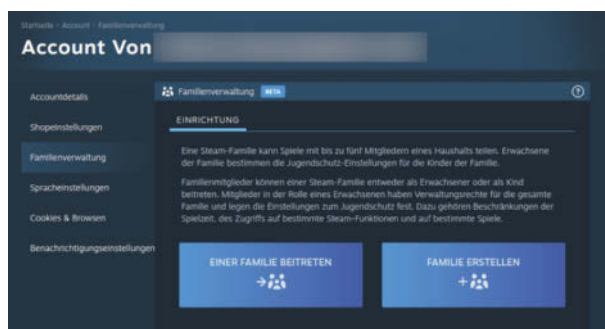 Startseite › Account › Familienverwaltung
Account Von
Accountdetails
Shopeinstellungen
Familienverwaltung
Spracheinstellungen
Cookies & Browsen
Benachrichtigungseinstellungen
Familienverwaltung BETA
EINRICHTUNG
Eine Steam-Familie kann Spiele mit bis zu fünf Mitgliedern eines Haushalts teilen. Erwachsene
der Familie bestimmen die Jugendschutz-Einstellungen für die Kinder der Familie.
Familienmitglieder können einer Steam-Familie entweder als Erwachsener oder als Kind
beitreten. Mitglieder in der Rolle eines Erwachsenen haben Verwaltungsrechte für die gesamte
Familie und legen die Einstellungen zum Jugendschutz fest. Dazu gehören Beschränkungen der
Spielzeit, des Zugriffs auf bestimmte Steam-Funktionen und auf bestimmte Spiele.
EINER FAMILIE BEITRETEN
FAMILIE ERSTELLEN